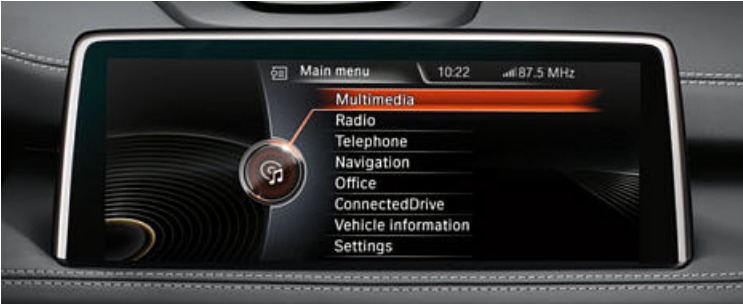 Main menu 10:22 87.5 MHz
Multimedia
Radio
Telephone
Navigation
Office
ConnectedDrive
Vehicle information
Settings